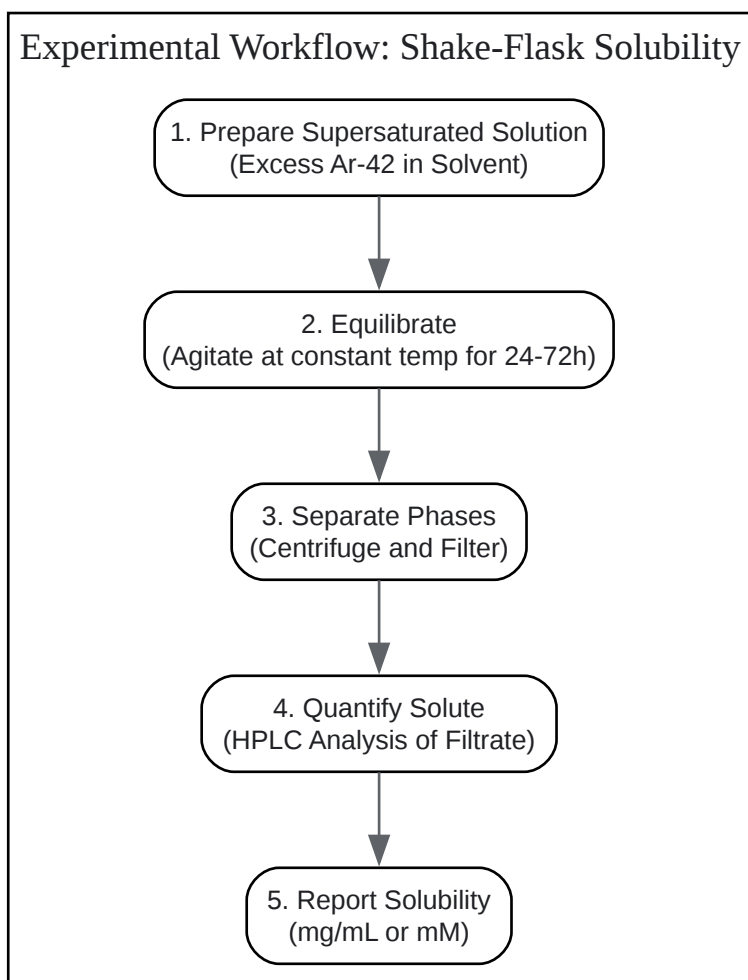 Experimental Workflow: Shake-Flask Solubility
1. Prepare Supersaturated Solution
(Excess Ar-42 in Solvent)
2. Equilibrate
(Agitate at constant temp for 24-72h)
3. Separate Phases
(Centrifuge and Filter)
4. Quantify Solute
(HPLC Analysis of Filtrate)
5. Report Solubility
(mg/mL or mM)